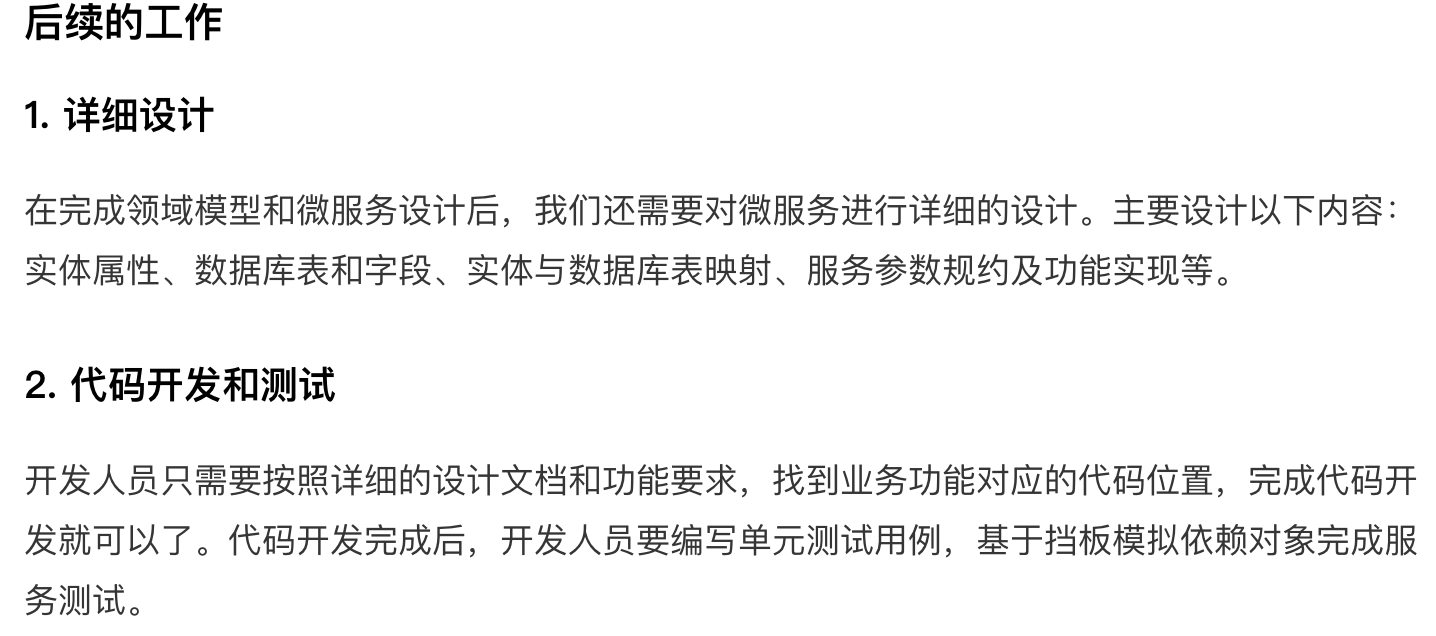 后续的工作
1. 详细设计
在完成领域模型和微服务设计后，我们还需要对微服务进行详细的设计。主要设计以下内容：
实体属性、数据库表和字段、实体与数据库表映射、服务参数规约及功能实现等。
2. 代码开发和测试
开发人员只需要按照详细的设计文档和功能要求，找到业务功能对应的代码位置，完成代码开
发就可以了。代码开发完成后，开发人员要编写单元测试用例，基于挡板模拟依赖对象完成服
务测试。